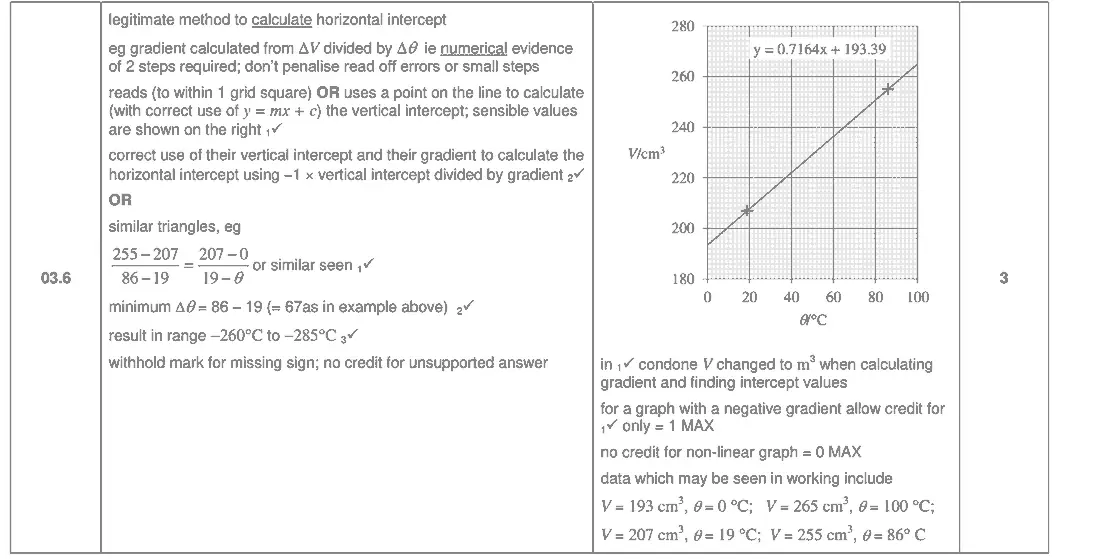 03.6
legitimate method to calculate horizontal intercept
eg gradient calculated from ΔV divided by Δθ ie numerical evidence
of 2 steps required; don't penalise read off errors or small steps
reads (to within 1 grid square) OR uses a point on the line to calculate
(with correct use of y = mx + c) the vertical intercept; sensible values
are shown on the right ₁✓
correct use of their vertical intercept and their gradient to calculate the
horizontal intercept using −1 × vertical intercept divided by gradient ₂✓
OR
similar triangles, eg
(255 − 207)/(86 − 19) = (207 − 0)/(19 − θ) or similar seen ₁✓
minimum Δθ = 86 – 19 (= 67as in example above) ₂✓
result in range −260°C to −285°C ₃✓
withhold mark for missing sign; no credit for unsupported answer
280
y = 0.7164x + 193.39
260
240
V/cm³
220
200
180
0 20 40 60 80 100
θ/°C
in ₁✓ condone V changed to m³ when calculating
gradient and finding intercept values
for a graph with a negative gradient allow credit for
₁✓ only = 1 MAX
no credit for non-linear graph = 0 MAX
data which may be seen in working include
V = 193 cm³, θ = 0 °C; V = 265 cm³, θ = 100 °C;
V = 207 cm³, θ = 19 °C; V = 255 cm³, θ = 86° C
3